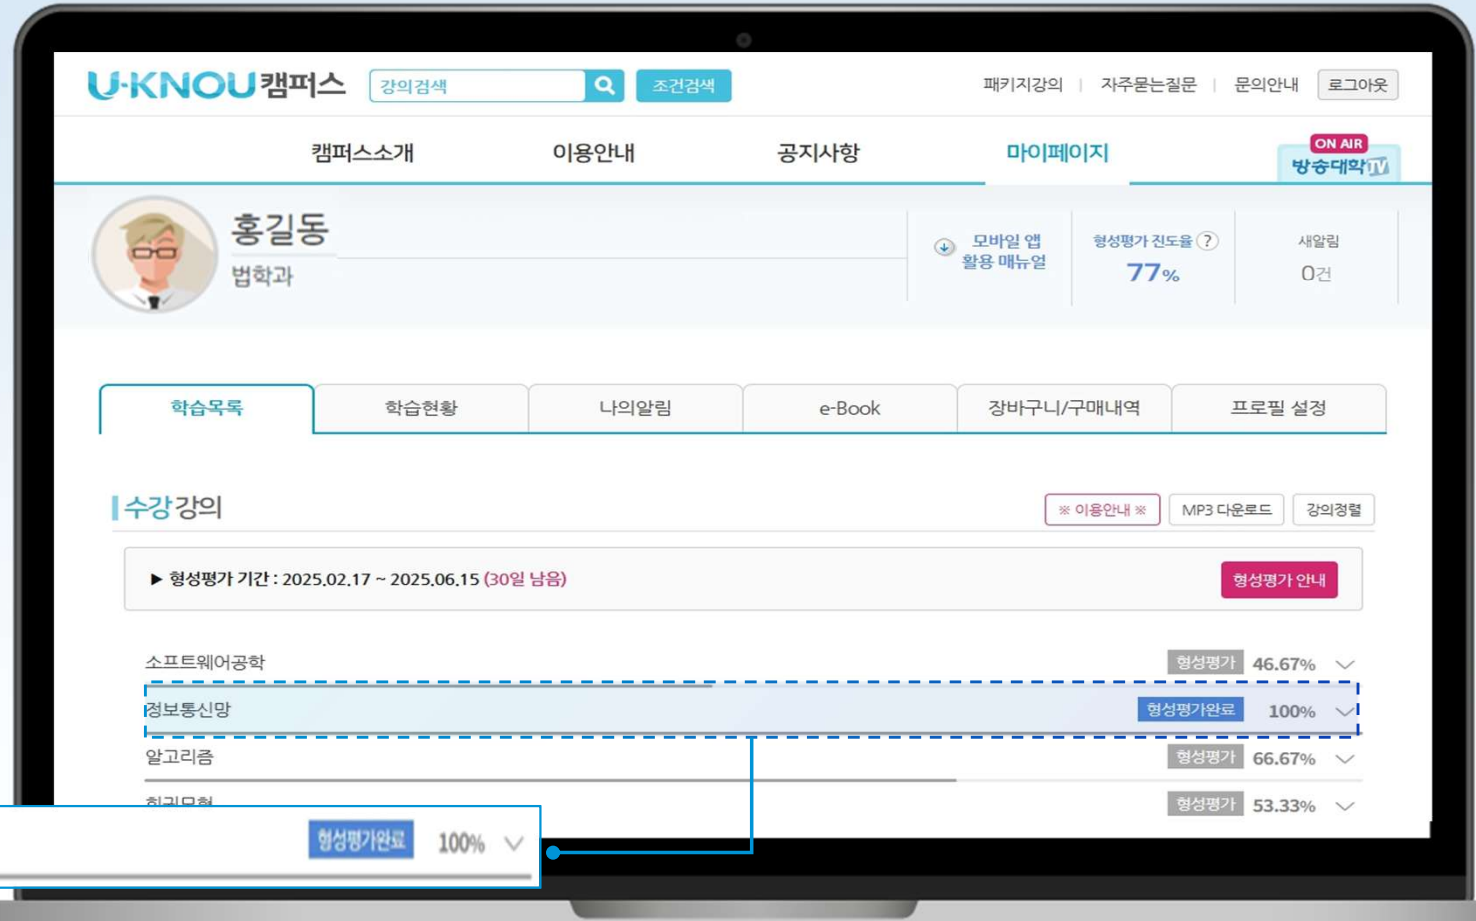 U-KNOU캠퍼스 강의검색 조건검색 패키지강의 자주묻는질문 문의안내 로그아웃
캠퍼스소개 이용안내 공지사항 마이페이지 ON AIR 방송대학TV
홍길동
법학과
모바일 앱
활용 매뉴얼
형성평가 진도율 ?
77%
새알림
0건
학습목록 학습현황 나의알림 e-Book 장바구니/구매내역 프로필 설정
수강강의 ※ 이용안내 ※ MP3 다운로드 강의정렬
▶ 형성평가 기간 : 2025.02.17 ~ 2025.06.15 (30일 남음) 형성평가 안내
소프트웨어공학 형성평가 46.67%
정보통신망 형성평가완료 100%
알고리즘 형성평가 66.67%
형성평가 53.33%
형성평가완료 100%